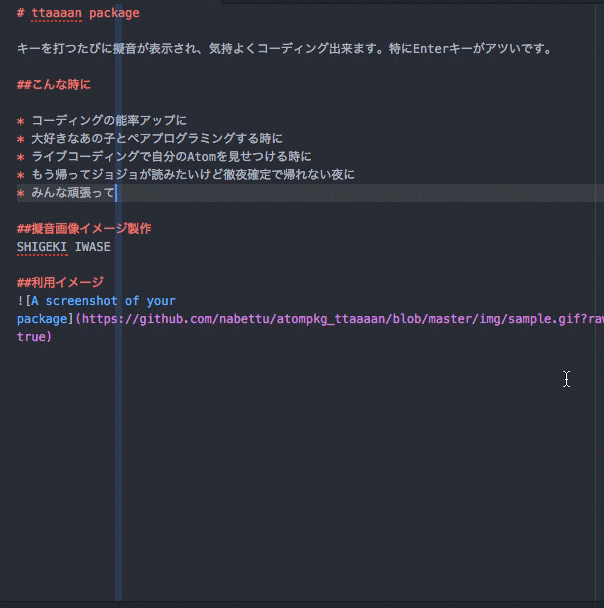 # ttaaaan package
キーを打つたびに擬音が表示され、気持よくコーディング出来ます。特にEnterキーがアツいです。
##こんな時に
* コーディングの能率アップに
* 大好きなあの子とペアプログラミングする時に
* ライブコーディングで自分のAtomを見せつける時に
* もう帰ってジョジョが読みたいけど徹夜確定で帰れない夜に
* みんな頑張って
##擬音画像イメージ製作
SHIGEKI IWASE
##利用イメージ
![A screenshot of your
package](https://github.com/nabettu/atompkg_ttaaaan/blob/master/img/sample.gif?raw
true)